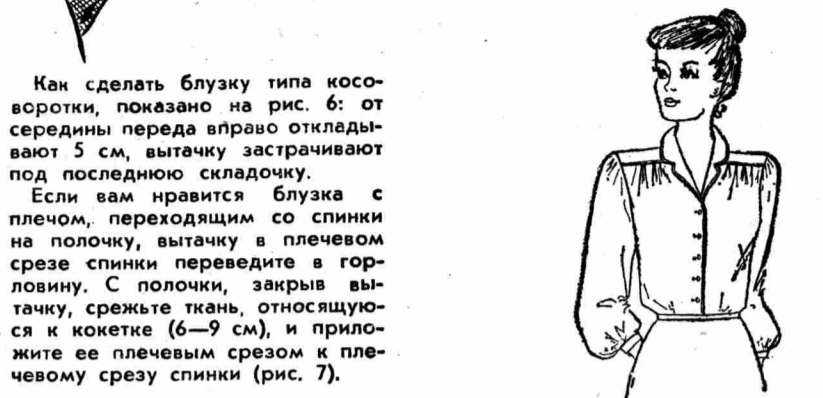 Как сделать блузку типа косо-
воротки, показано на рис. 6: от
середины переда вправо отклады -
вают 5 см, вытачку застрачивают
под последнюю складочку.
Если вам нравится блузка с
плечом, переходящим со спинки
на полочку, вытачку в плечевом
срезе спинки переведите в гор-
ловину. С полочки, закрыв вы-
тачку, срежьте ткань, относящую-
ся к кокетке (6—9 см), и прило-
жите ее плечевым срезом к пле-
чевому срезу спинки (рис. 7).